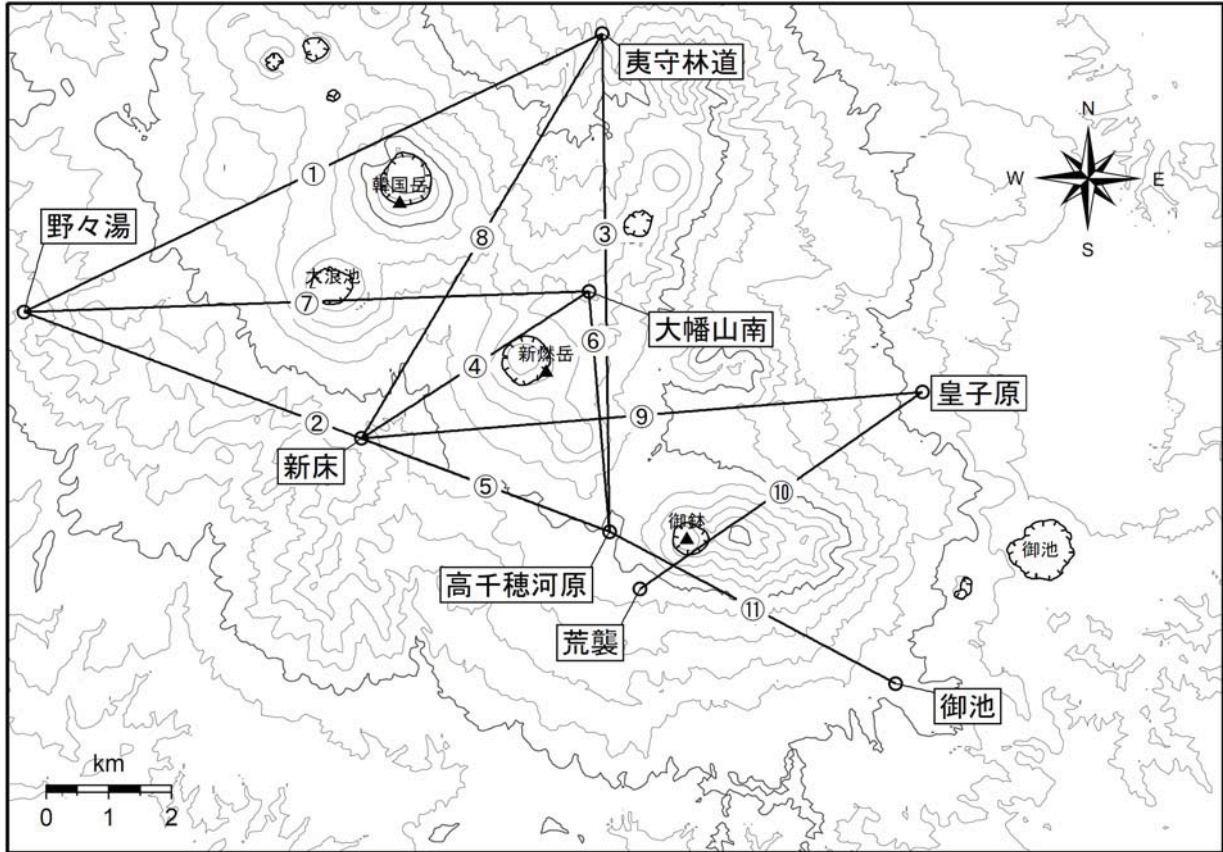 夷守林道
N
W
E
S
①
韓国岳
野々湯
③
⑧
大浪池
⑦
大幡山南
⑥
新燃岳
④
皇子原
②
⑨
新床
⑤
⑩
御鉢
御池
高千穂河原
⑪
荒襲
御池
km
0 1 2